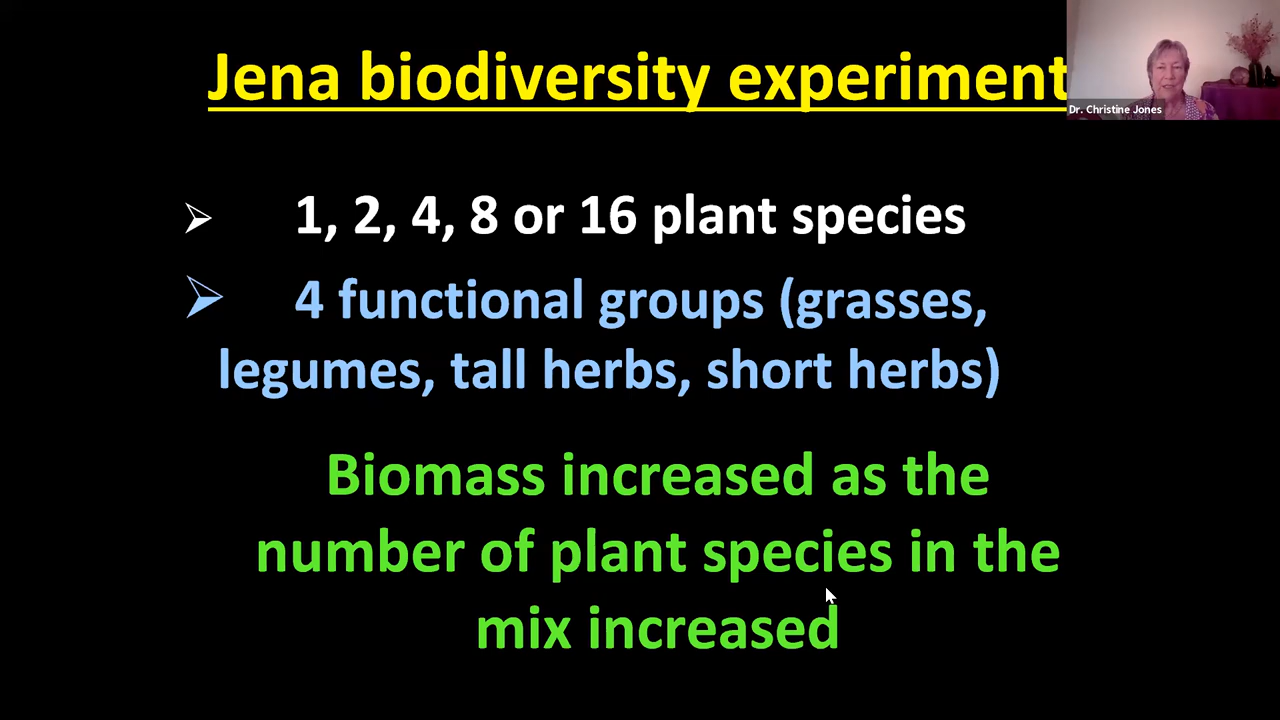 Jena biodiversity experiment
Dr. Christine Jones
➢ 1, 2, 4, 8 or 16 plant species
➢ 4 functional groups (grasses,
legumes, tall herbs, short herbs)
Biomass increased as the
number of plant species in the
mix increased